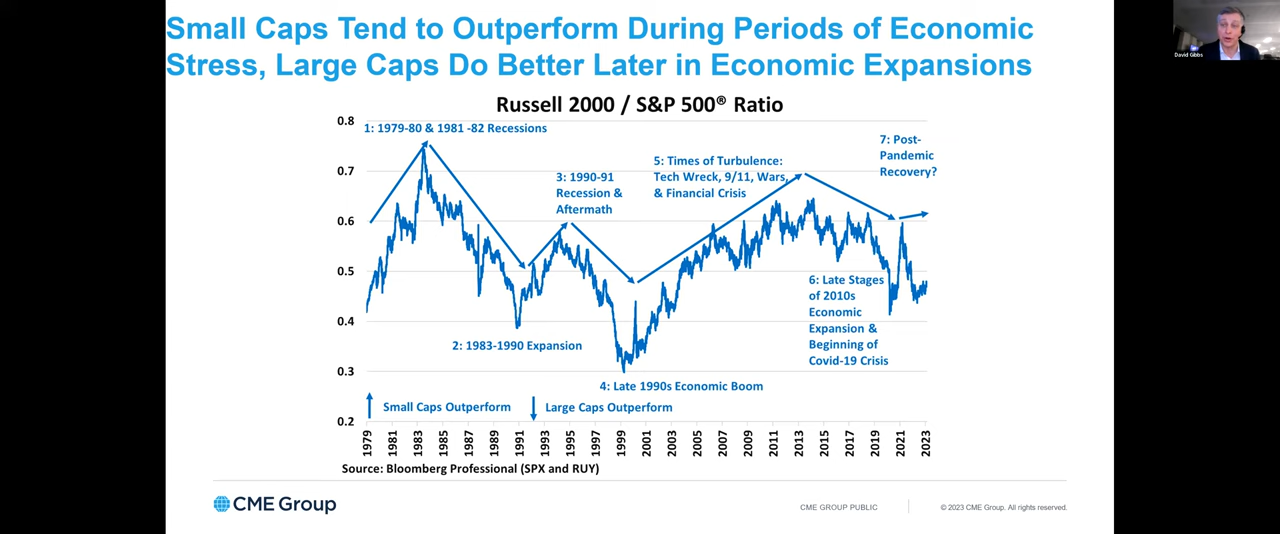 Small Caps Tend to Outperform During Periods of Economic
Stress, Large Caps Do Better Later in Economic Expansions
David Gibbs
Russell 2000 / S&P 500® Ratio
0.8
0.7
0.6
0.5
0.4
0.3
0.2
1: 1979-80 & 1981 -82 Recessions
2: 1983-1990 Expansion
3: 1990-91
Recession &
Aftermath
4: Late 1990s Economic Boom
5: Times of Turbulence:
Tech Wreck, 9/11, Wars,
& Financial Crisis
6: Late Stages
of 2010s
Economic
Expansion &
Beginning of
Covid-19 Crisis
7: Post-
Pandemic
Recovery?
Small Caps Outperform
Large Caps Outperform
1979
1981
1983
1985
1987
1989
1991
1993
1995
1997
1999
2001
2003
2005
2007
2009
2011
2013
2015
2017
2019
2021
2023
Source: Bloomberg Professional (SPX and RUY)
CME Group
CME GROUP PUBLIC
© 2023 CME Group. All rights reserved.